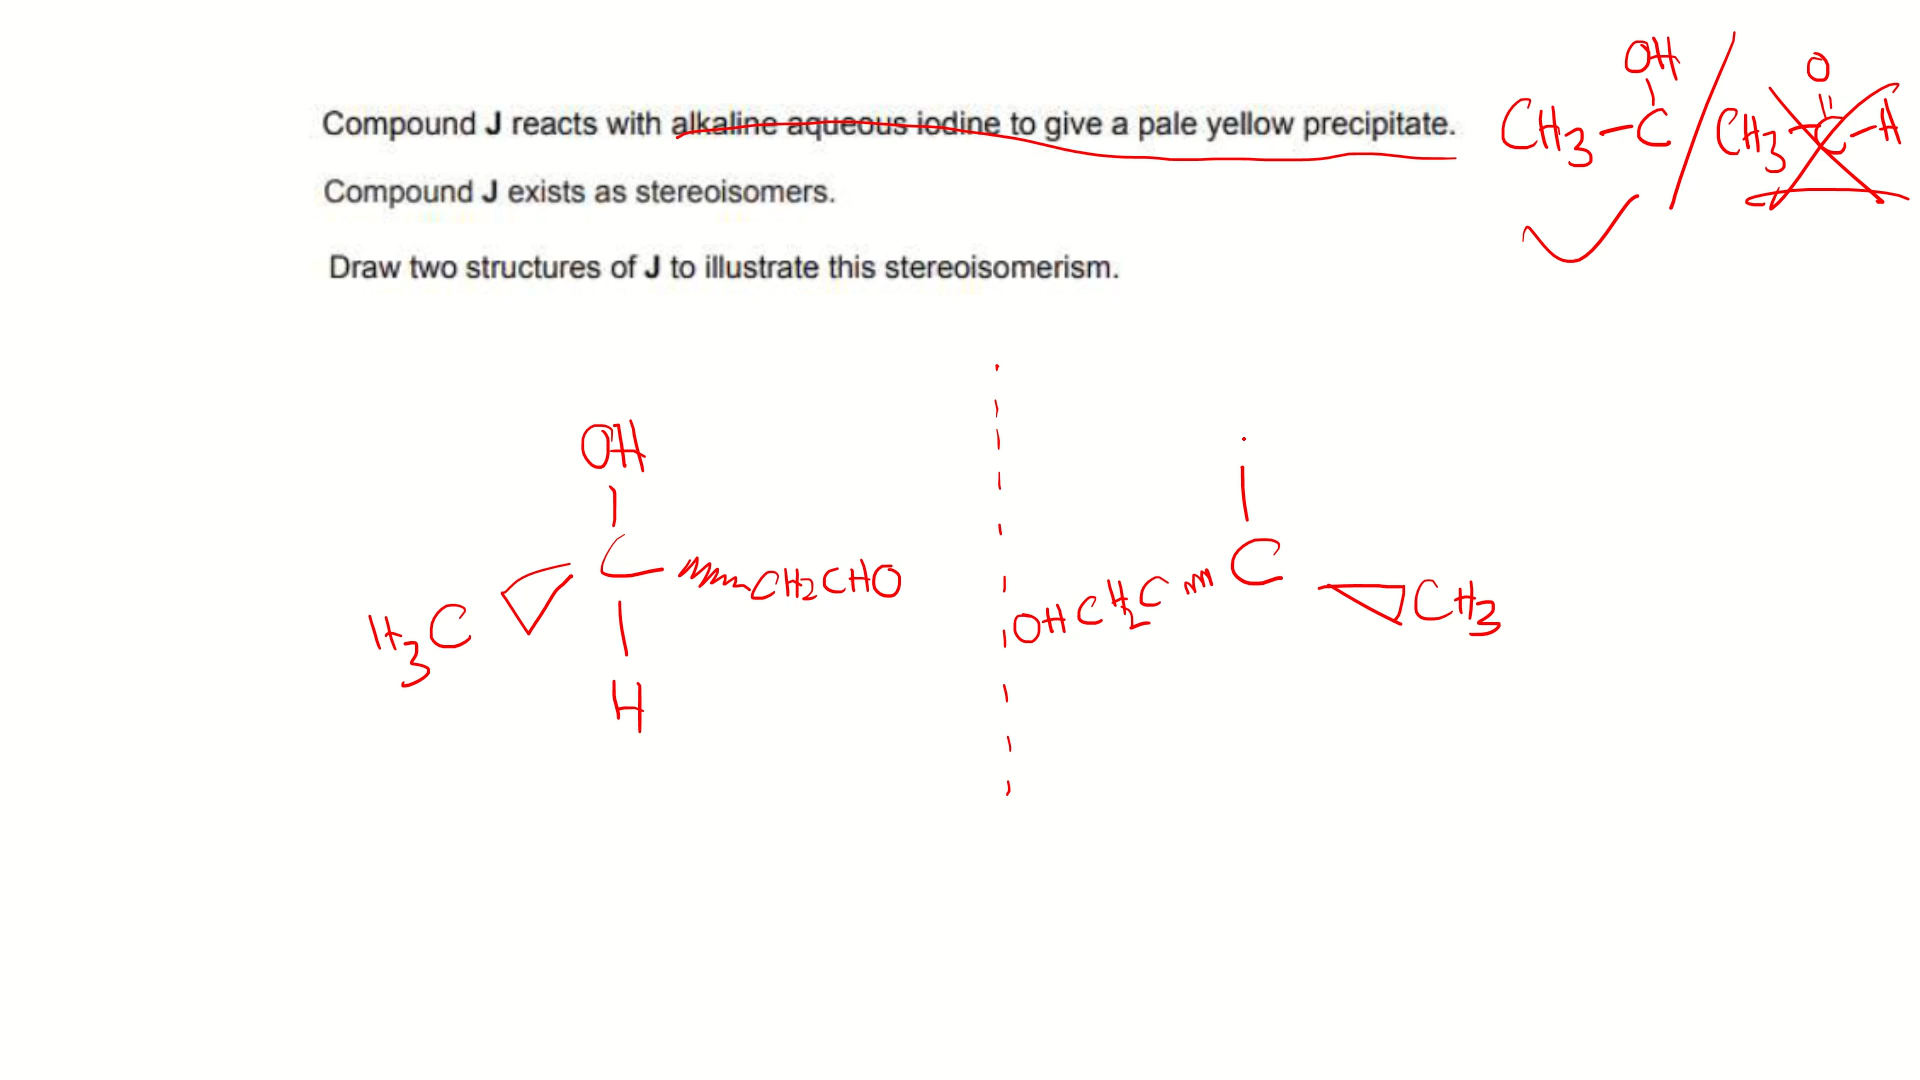 Compound J reacts with alkaline aqueous iodine to give a pale yellow precipitate.
Compound J exists as stereoisomers.
Draw two structures of J to illustrate this stereoisomerism.
OH
CH3-C
O
CH3-C-H
OH
C
H3C
CH2CHO
H
C
OHCH2C
CH3